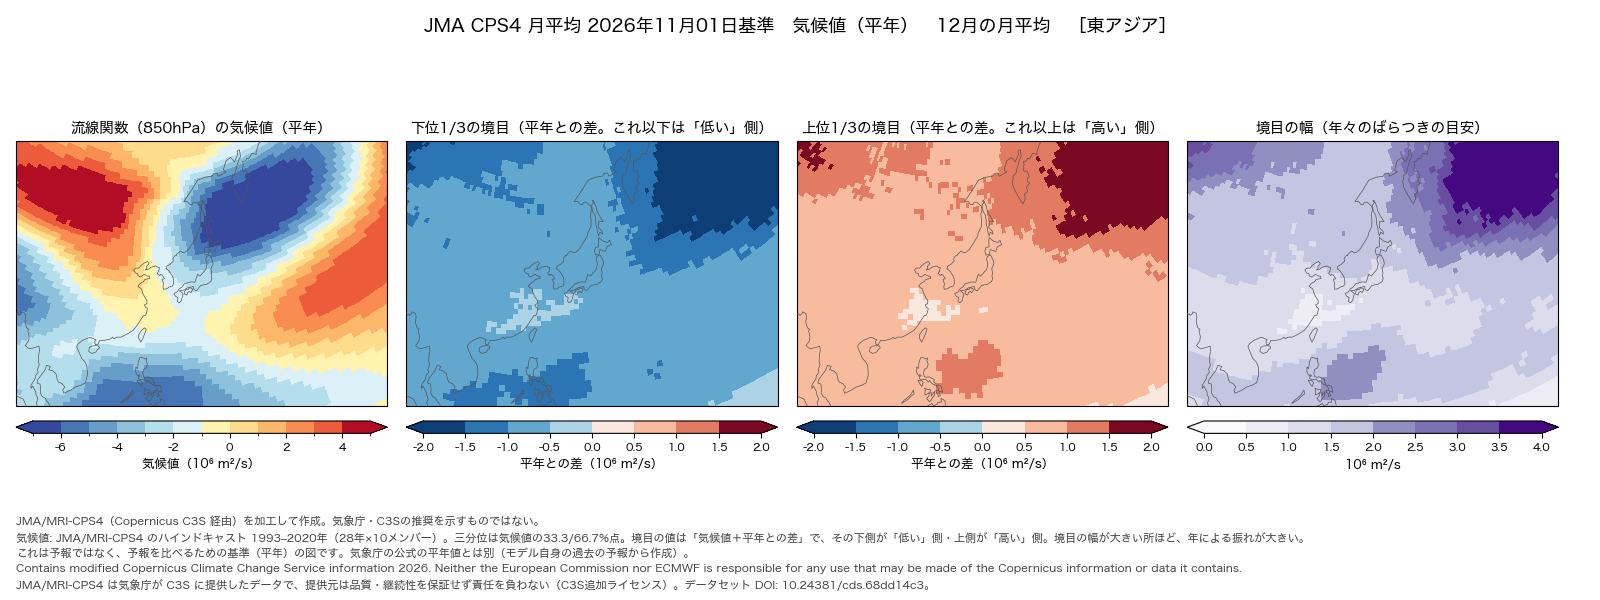 JMA CPS4 月平均 2026年11月01日基準　気候値（平年）　12月の月平均　［東アジア］
流線関数（850hPa）の気候値（平年）
下位1/3の境目（平年との差。これ以下は「低い」側）
上位1/3の境目（平年との差。これ以上は「高い」側）
境目の幅（年々のばらつきの目安）
-6 -4 -2 0 2 4
気候値（10⁶ m²/s）
-2.0 -1.5 -1.0 -0.5 0.0 0.5 1.0 1.5 2.0
平年との差（10⁶ m²/s）
-2.0 -1.5 -1.0 -0.5 0.0 0.5 1.0 1.5 2.0
平年との差（10⁶ m²/s）
0.0 0.5 1.0 1.5 2.0 2.5 3.0 3.5 4.0
10⁶ m²/s
JMA/MRI-CPS4（Copernicus C3S 経由）を加工して作成。気象庁・C3Sの推奨を示すものではない。
気候値: JMA/MRI-CPS4 のハインドキャスト 1993–2020年（28年×10メンバー）。三分位は気候値の33.3/66.7%点。境目の値は「気候値＋平年との差」で、その下側が「低い」側・上側が「高い」側。境目の幅が大きい所ほど、年による振れが大きい。
これは予報ではなく、予報を比べるための基準（平年）の図です。気象庁の公式の平年値とは別（モデル自身の過去の予報から作成）。
Contains modified Copernicus Climate Change Service information 2026. Neither the European Commission nor ECMWF is responsible for any use that may be made of the Copernicus information or data it contains.
JMA/MRI-CPS4 は気象庁が C3S に提供したデータで、提供元は品質・継続性を保証せず責任を負わない（C3S追加ライセンス）。データセット DOI: 10.24381/cds.68dd14c3。